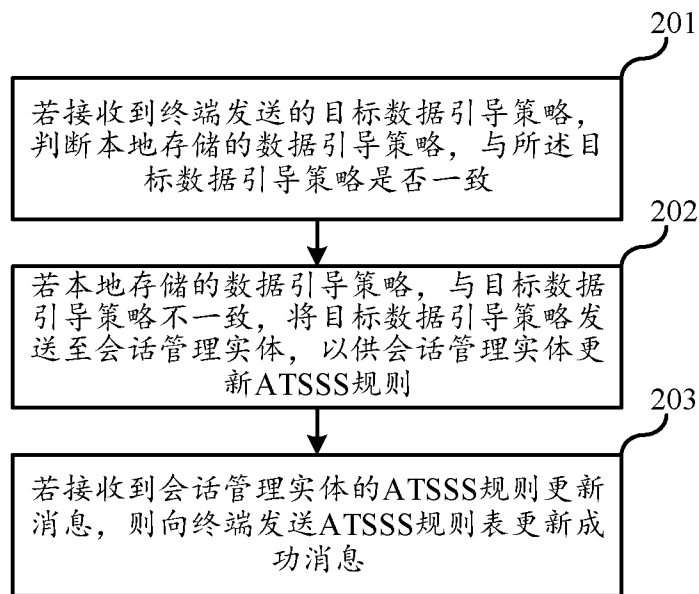 201
若接收到终端发送的目标数据引导策略，
判断本地存储的数据引导策略，与所述目
标数据引导策略是否一致
202
若本地存储的数据引导策略，与目标数据
引导策略不一致，将目标数据引导策略发
送至会话管理实体，以供会话管理实体更
新ATSSS规则
203
若接收到会话管理实体的ATSSS规则更新
消息，则向终端发送ATSSS规则表更新成
功消息